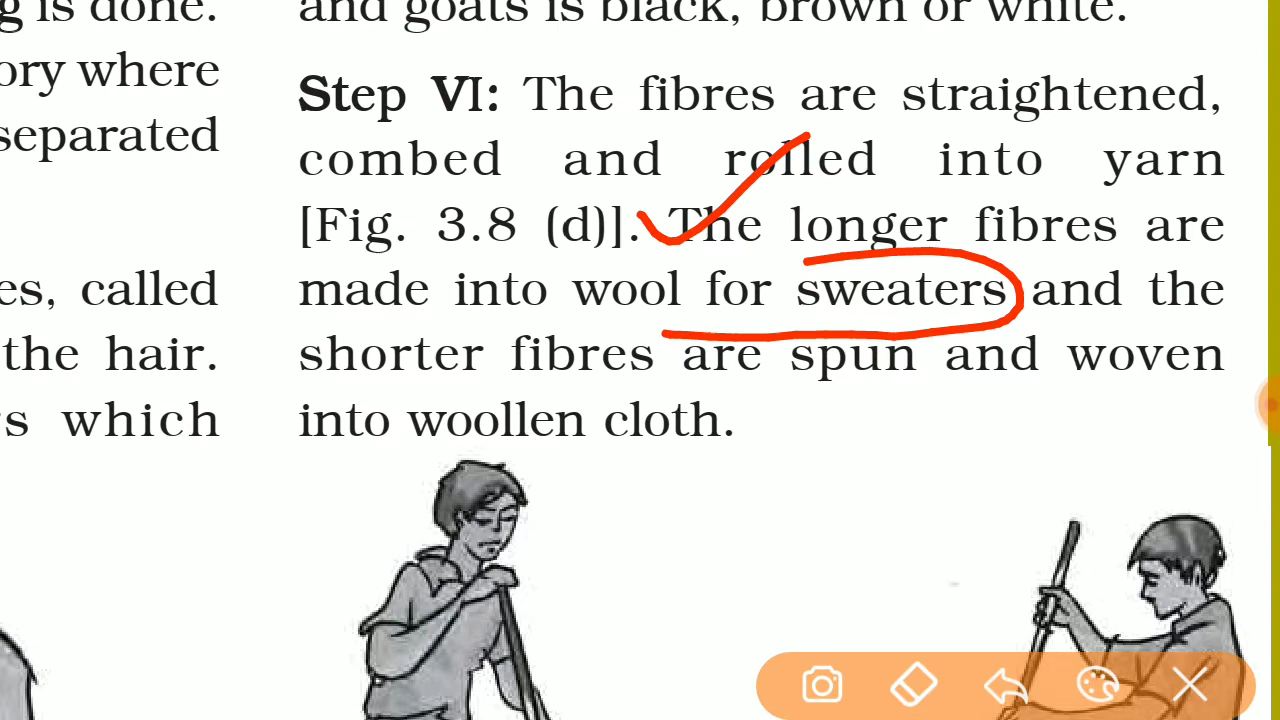 g is done.
ory where
separated
es, called
the hair.
s which
and goats is black, brown or white.
Step VI: The fibres are straightened,
combed and rolled into yarn
[Fig. 3.8 (d)]. The longer fibres are
made into wool for sweaters and the
shorter fibres are spun and woven
into woollen cloth.